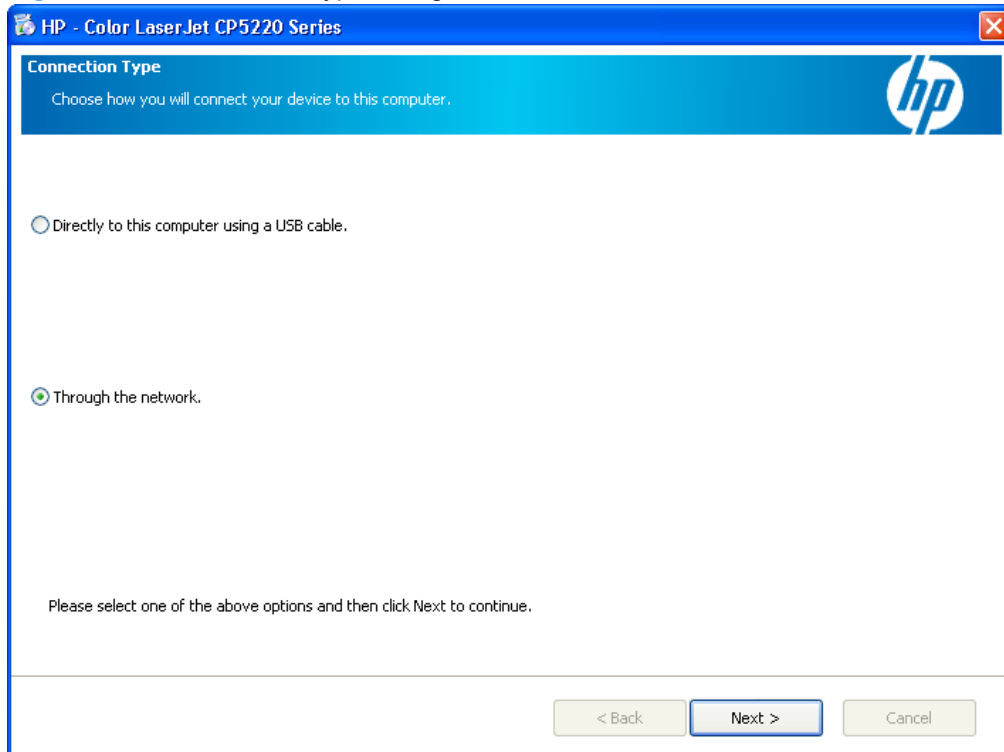 HP - Color LaserJet CP5220 Series
Connection Type
Choose how you will connect your device to this computer.
hp
Directly to this computer using a USB cable.
Through the network.
Please select one of the above options and then click Next to continue.
< Back Next > Cancel